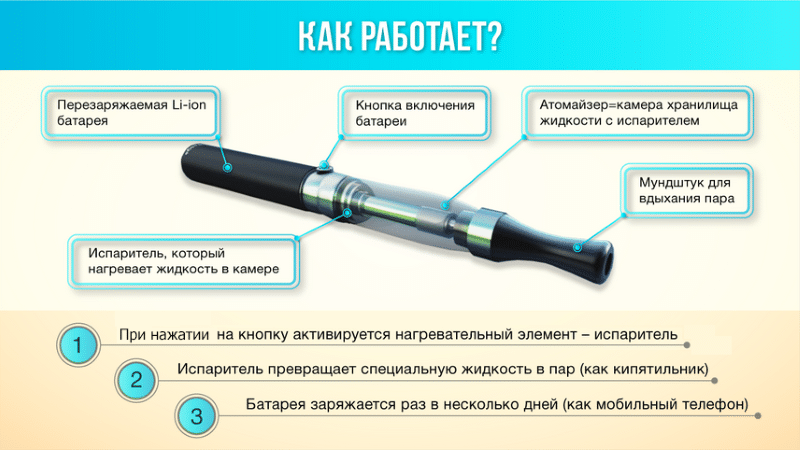 КАК РАБОТАЕТ?
Перезаряжаемая Li-ion
батарея
Кнопка включения
батареи
Атомайзер=камера хранилища
жидкости с испарителем
Мундштук для
вдыхания пара
Испаритель, который
нагревает жидкость в камере
1 При нажатии на кнопку активируется нагревательный элемент – испаритель
2 Испаритель превращает специальную жидкость в пар (как кипятильник)
3 Батарея заряжается раз в несколько дней (как мобильный телефон)